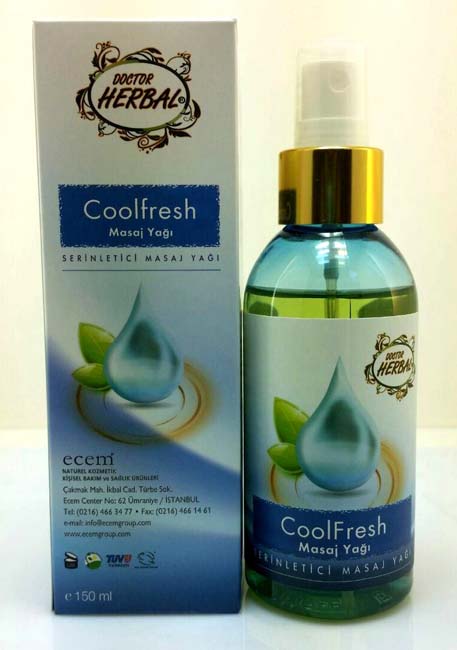 DOCTOR
HERBAL
Coolfresh
Masaj Yağı
SERİNLETİCİ MASAJ YAĞI
ecem
NATUREL KOZMETİK
KİŞİSEL BAKIM ve SAĞLIK ÜRÜNLERİ
Çakmak Mah. İkbal Cad. Türbe Sok.
Ecem Center No: 62 Ümraniye / İSTANBUL
Tel: (0216) 466 34 77 • Fax: (0216) 466 14 61
e-mail: info@ecemgroup.com
www.ecemgroup.com
TUV
e 150 ml
DOCTOR
HERBAL
CoolFresh
Masaj Yağı
SERİNLETİCİ MASAJ YAĞI